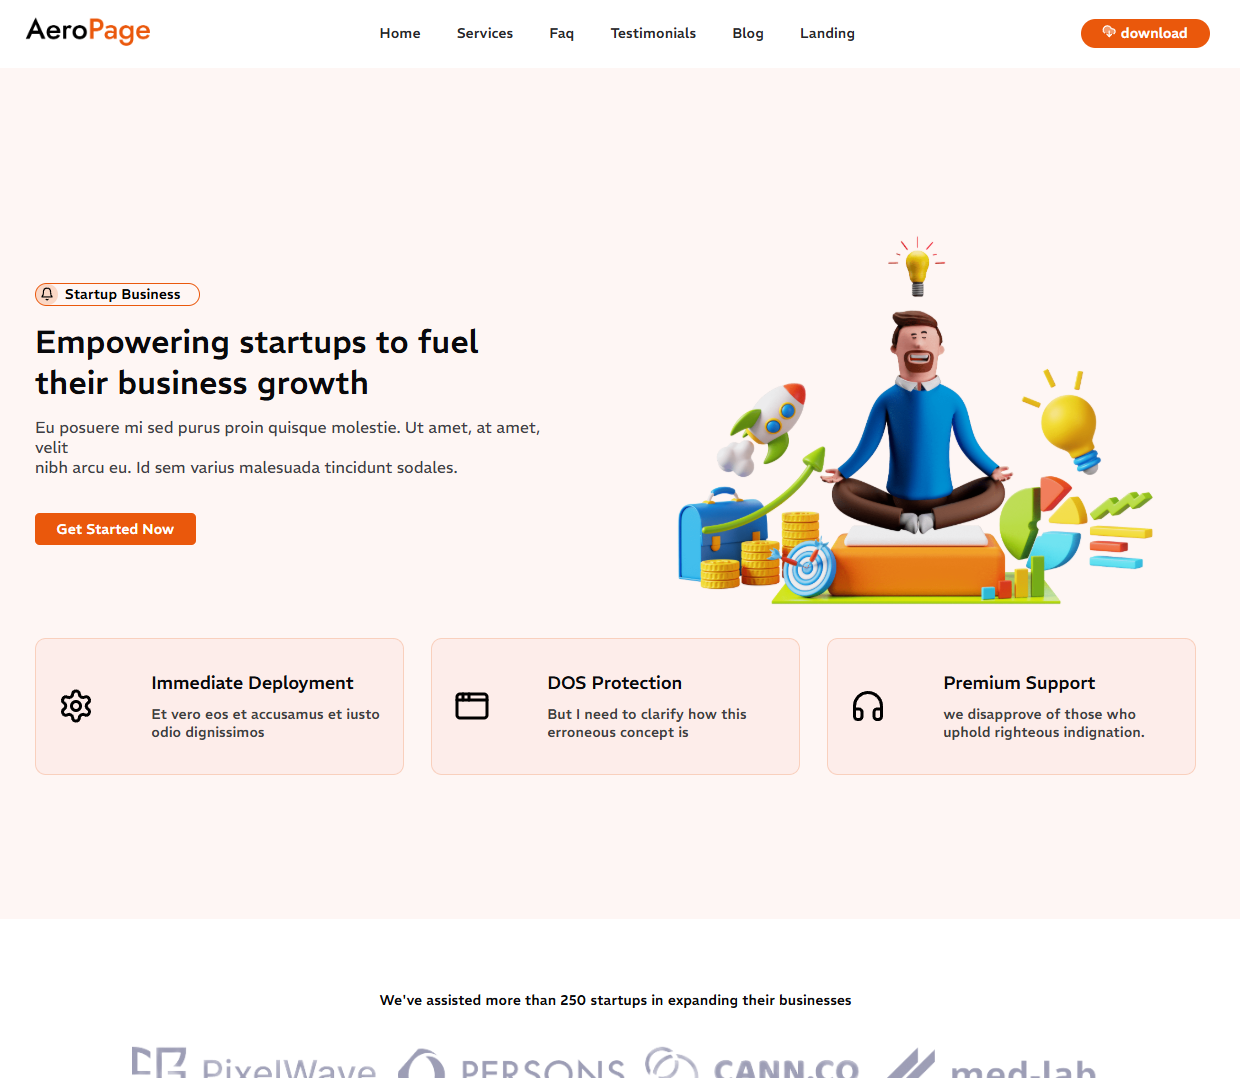 AeroPage
Home Services Faq Testimonials Blog Landing
download
Startup Business
Empowering startups to fuel
their business growth
Eu posuere mi sed purus proin quisque molestie. Ut amet, at amet,
velit
nibh arcu eu. Id sem varius malesuada tincidunt sodales.
Get Started Now
Immediate Deployment
Et vero eos et accusamus et iusto
odio dignissimos
DOS Protection
But I need to clarify how this
erroneous concept is
Premium Support
we disapprove of those who
uphold righteous indignation.
We've assisted more than 250 startups in expanding their businesses
PixelWave PERSONS CANN.CO med-lab